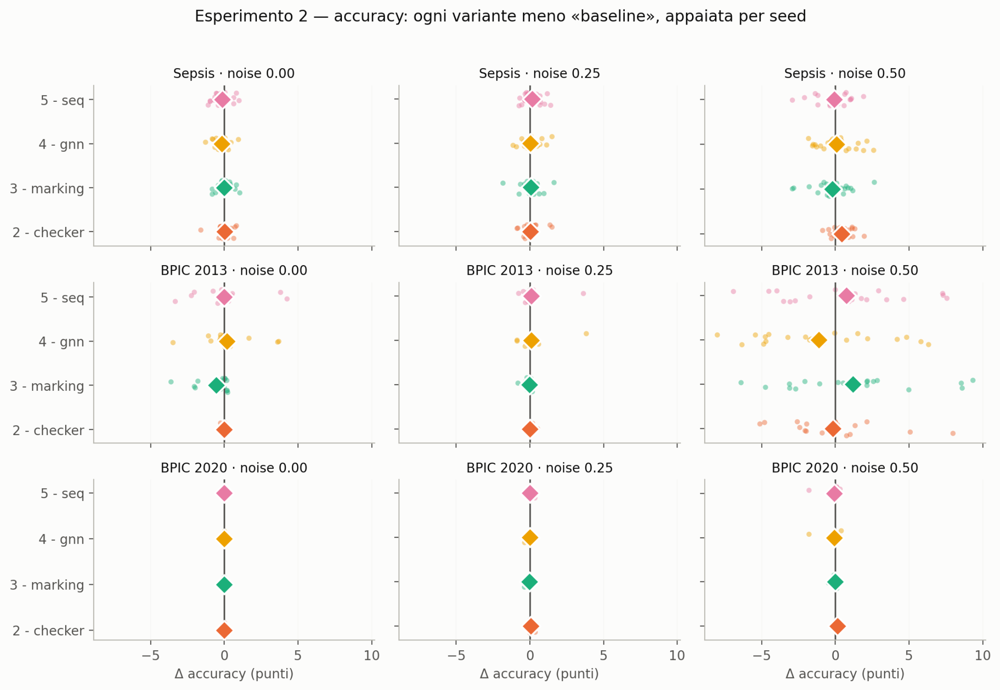 Esperimento 2 — accuracy: ogni variante meno «baseline», appaiata per seed
Sepsis · noise 0.00
Sepsis · noise 0.25
Sepsis · noise 0.50
5 - seq
4 - gnn
3 - marking
2 - checker
BPIC 2013 · noise 0.00
BPIC 2013 · noise 0.25
BPIC 2013 · noise 0.50
5 - seq
4 - gnn
3 - marking
2 - checker
BPIC 2020 · noise 0.00
BPIC 2020 · noise 0.25
BPIC 2020 · noise 0.50
5 - seq
4 - gnn
3 - marking
2 - checker
−5 0 5 10
−5 0 5 10
−5 0 5 10
Δ accuracy (punti)
Δ accuracy (punti)
Δ accuracy (punti)